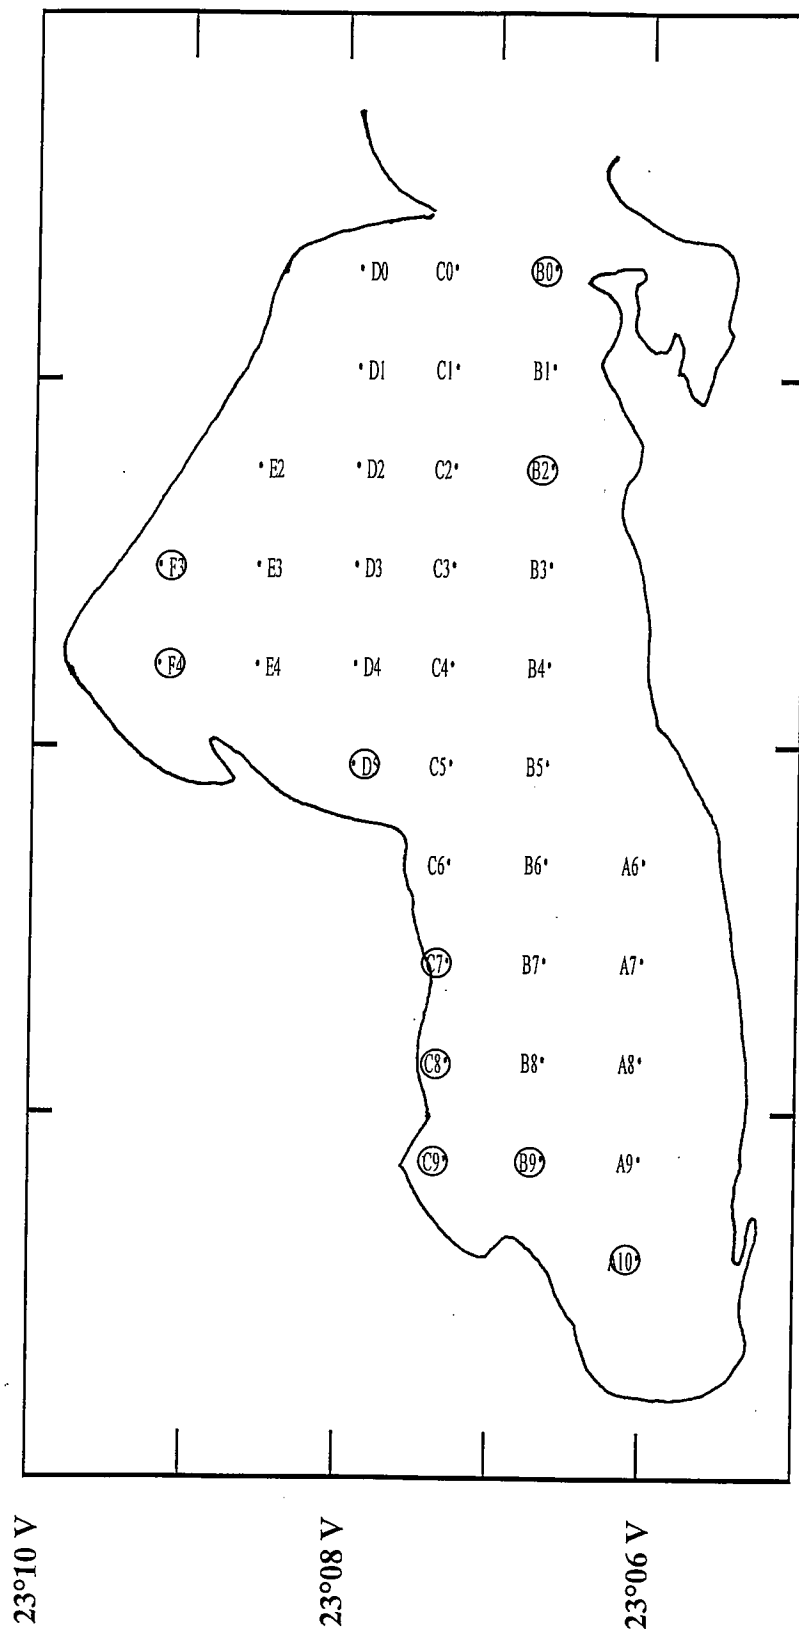 D0 C0 B0
D1 C1 B1
E2 D2 C2 B2
F3 E3 D3 C3 B3
F4 E4 D4 C4 B4
D5 C5 B5
C6 B6 A6
C7 B7 A7
C8 B8 A8
C9 B9 A9
A10
23°10 V
23°08 V
23°06 V